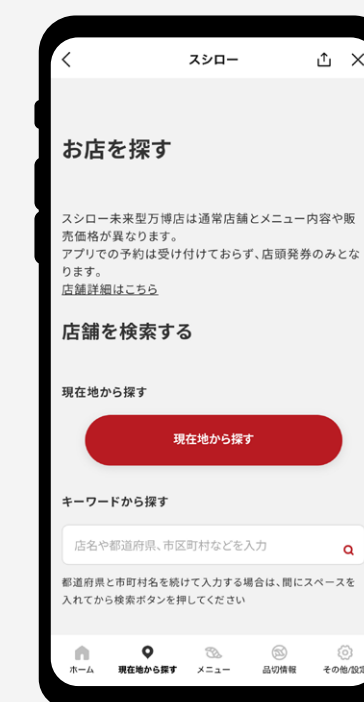 スシロー
お店を探す
スシロー未来型万博店は通常店舗とメニュー内容や販
売価格が異なります。
アプリでの予約は受け付けておらず、店頭発券のみとな
ります。
店舗詳細はこちら
店舗を検索する
現在地から探す
現在地から探す
キーワードから探す
店名や都道府県、市区町村などを入力
都道府県と市町村名を続けて入力する場合は、間にスペースを
入れてから検索ボタンを押してください
ホーム 現在地から探す メニュー 品切情報 その他/設定